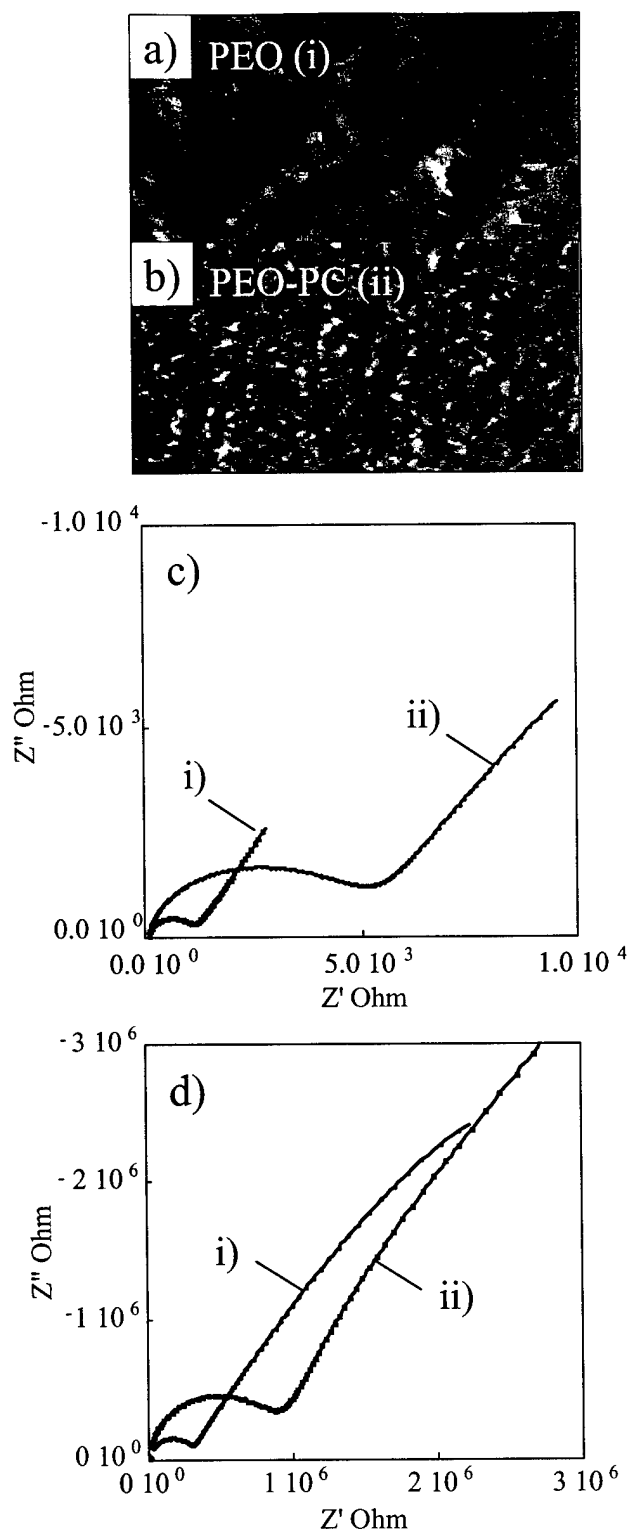 a) PEO (i)
b) PEO-PC (ii)
c)
-1.0 10 4
-5.0 10 3
0.0 10 0
Z" Ohm
i)
ii)
0.0 10 0 5.0 10 3 1.0 10 4
Z' Ohm
d)
- 3 10 6
- 2 10 6
-1 10 6
0 10 0
Z" Ohm
i)
ii)
0 10 0 1 10 6 2 10 6 3 10 6
Z' Ohm